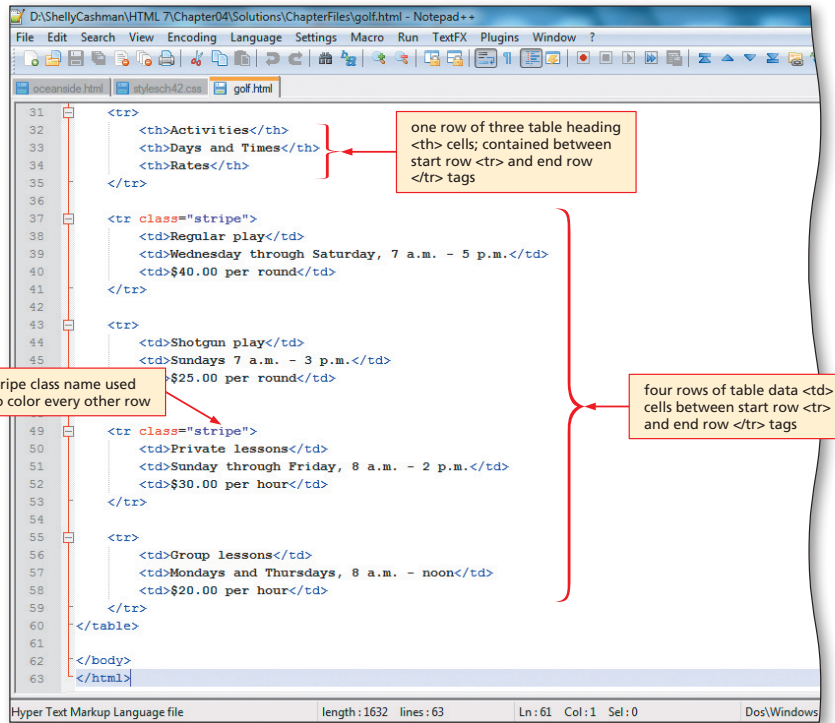 D:\ShellyCashman\HTML 7\Chapter04\Solutions\ChapterFiles\golf.html - Notepad++
File Edit Search View Encoding Language Settings Macro Run TextFX Plugins Window ?
oceanside.html stylesch42.css golf.html
31 <tr>
32 <th>Activities</th>
33 <th>Days and Times</th>
34 <th>Rates</th>
35 </tr>
36
one row of three table heading
<th> cells; contained between
start row <tr> and end row
</tr> tags
37 <tr class="stripe">
38 <td>Regular play</td>
39 <td>Wednesday through Saturday, 7 a.m. - 5 p.m.</td>
40 <td>$40.00 per round</td>
41 </tr>
42
43 <tr>
44 <td>Shotgun play</td>
45 <td>Sundays 7 a.m. - 3 p.m.</td>
$25.00 per round</td>
ripe class name used
color every other row
four rows of table data <td>
cells between start row <tr>
and end row </tr> tags
49 <tr class="stripe">
50 <td>Private lessons</td>
51 <td>Sunday through Friday, 8 a.m. - 2 p.m.</td>
52 <td>$30.00 per hour</td>
53 </tr>
54
55 <tr>
56 <td>Group lessons</td>
57 <td>Mondays and Thursdays, 8 a.m. - noon</td>
58 <td>$20.00 per hour</td>
59 </tr>
60 </table>
61
62 </body>
63 </html>
Hyper Text Markup Language file length : 1632 lines : 63 Ln : 61 Col : 1 Sel : 0 Dos\Windows